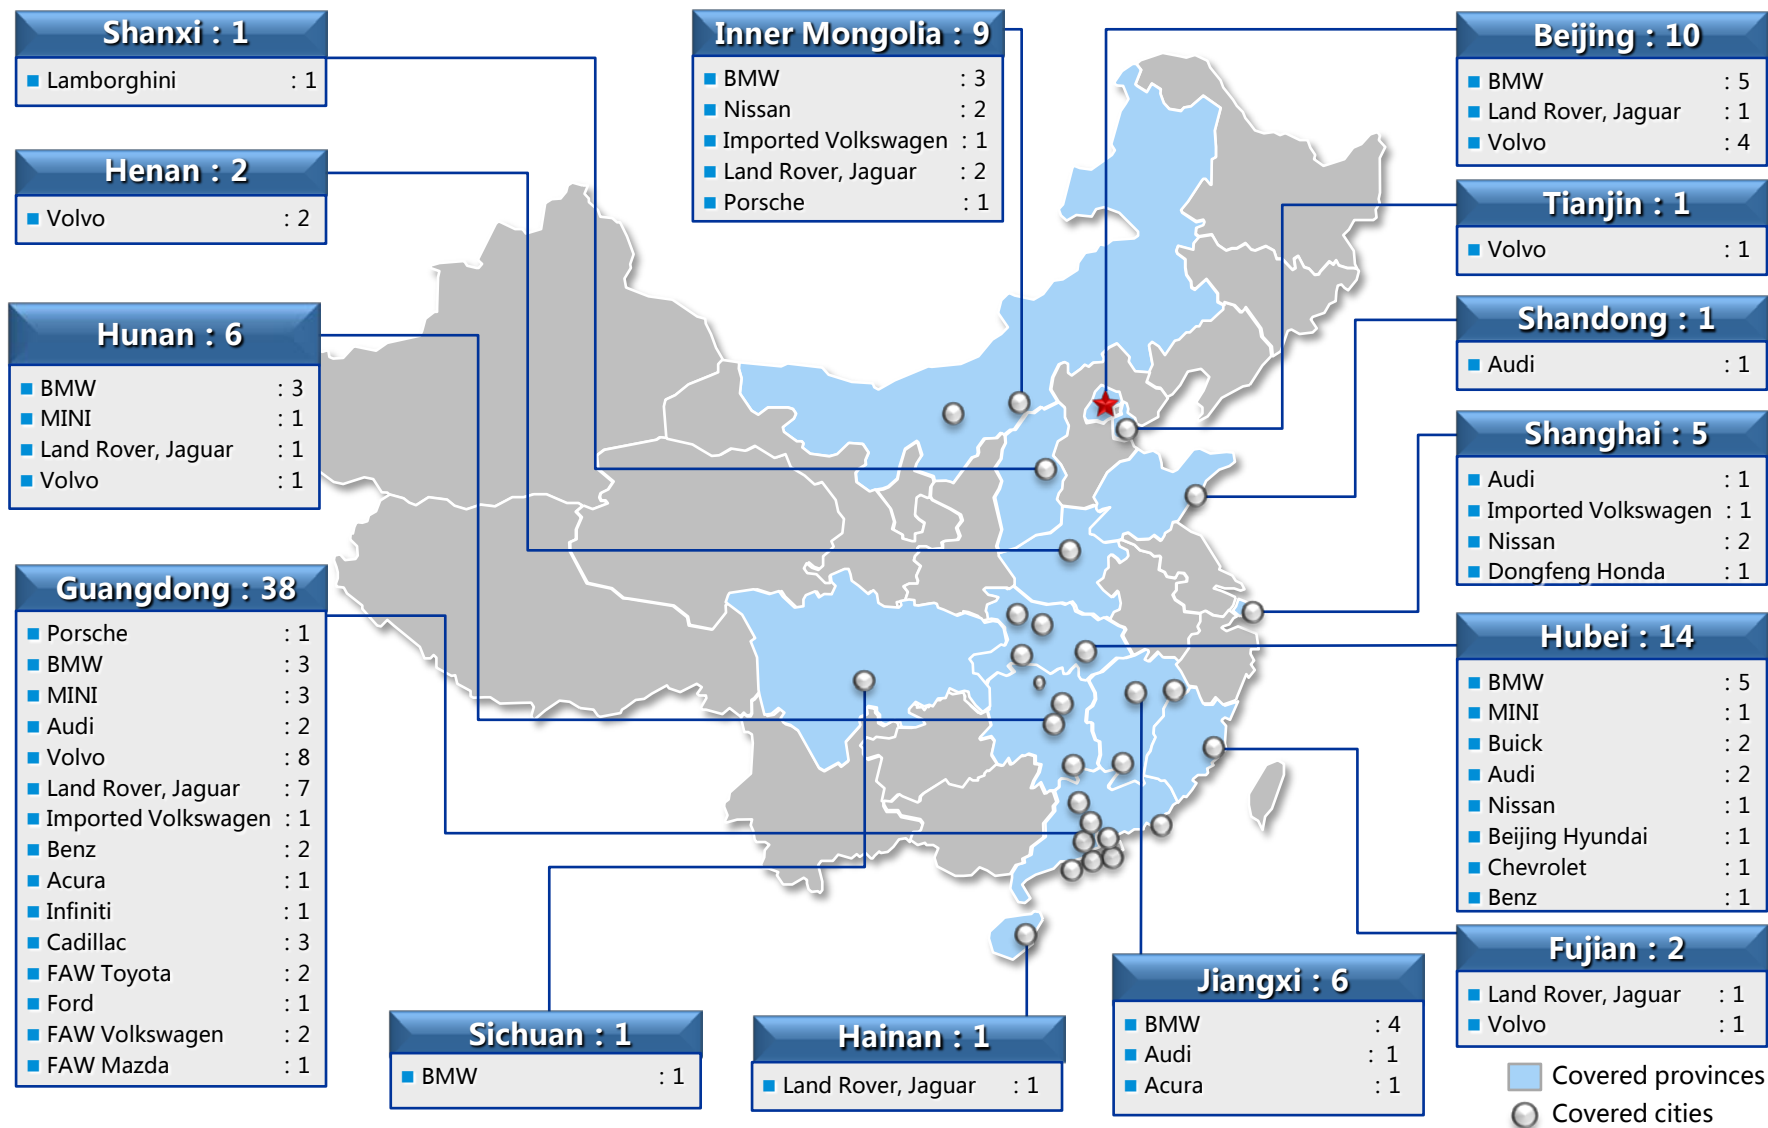 Shanxi : 1
Lamborghini : 1
Henan : 2
Volvo : 2
Hunan : 6
BMW : 3
MINI : 1
Land Rover, Jaguar : 1
Volvo : 1
Guangdong : 38
Porsche : 1
BMW : 3
MINI : 3
Audi : 2
Volvo : 8
Land Rover, Jaguar : 7
Imported Volkswagen : 1
Benz : 2
Acura : 1
Infiniti : 1
Cadillac : 3
FAW Toyota : 2
Ford : 1
FAW Volkswagen : 2
FAW Mazda : 1
Inner Mongolia : 9
BMW : 3
Nissan : 2
Imported Volkswagen : 1
Land Rover, Jaguar : 2
Porsche : 1
Sichuan : 1
BMW : 1
Hainan : 1
Land Rover, Jaguar : 1
Jiangxi : 6
BMW : 4
Audi : 1
Acura : 1
Beijing : 10
BMW : 5
Land Rover, Jaguar : 1
Volvo : 4
Tianjin : 1
Volvo : 1
Shandong : 1
Audi : 1
Shanghai : 5
Audi : 1
Imported Volkswagen : 1
Nissan : 2
Dongfeng Honda : 1
Hubei : 14
BMW : 5
MINI : 1
Buick : 2
Audi : 2
Nissan : 1
Beijing Hyundai : 1
Chevrolet : 1
Benz : 1
Fujian : 2
Land Rover, Jaguar : 1
Volvo : 1
Covered provinces
Covered cities